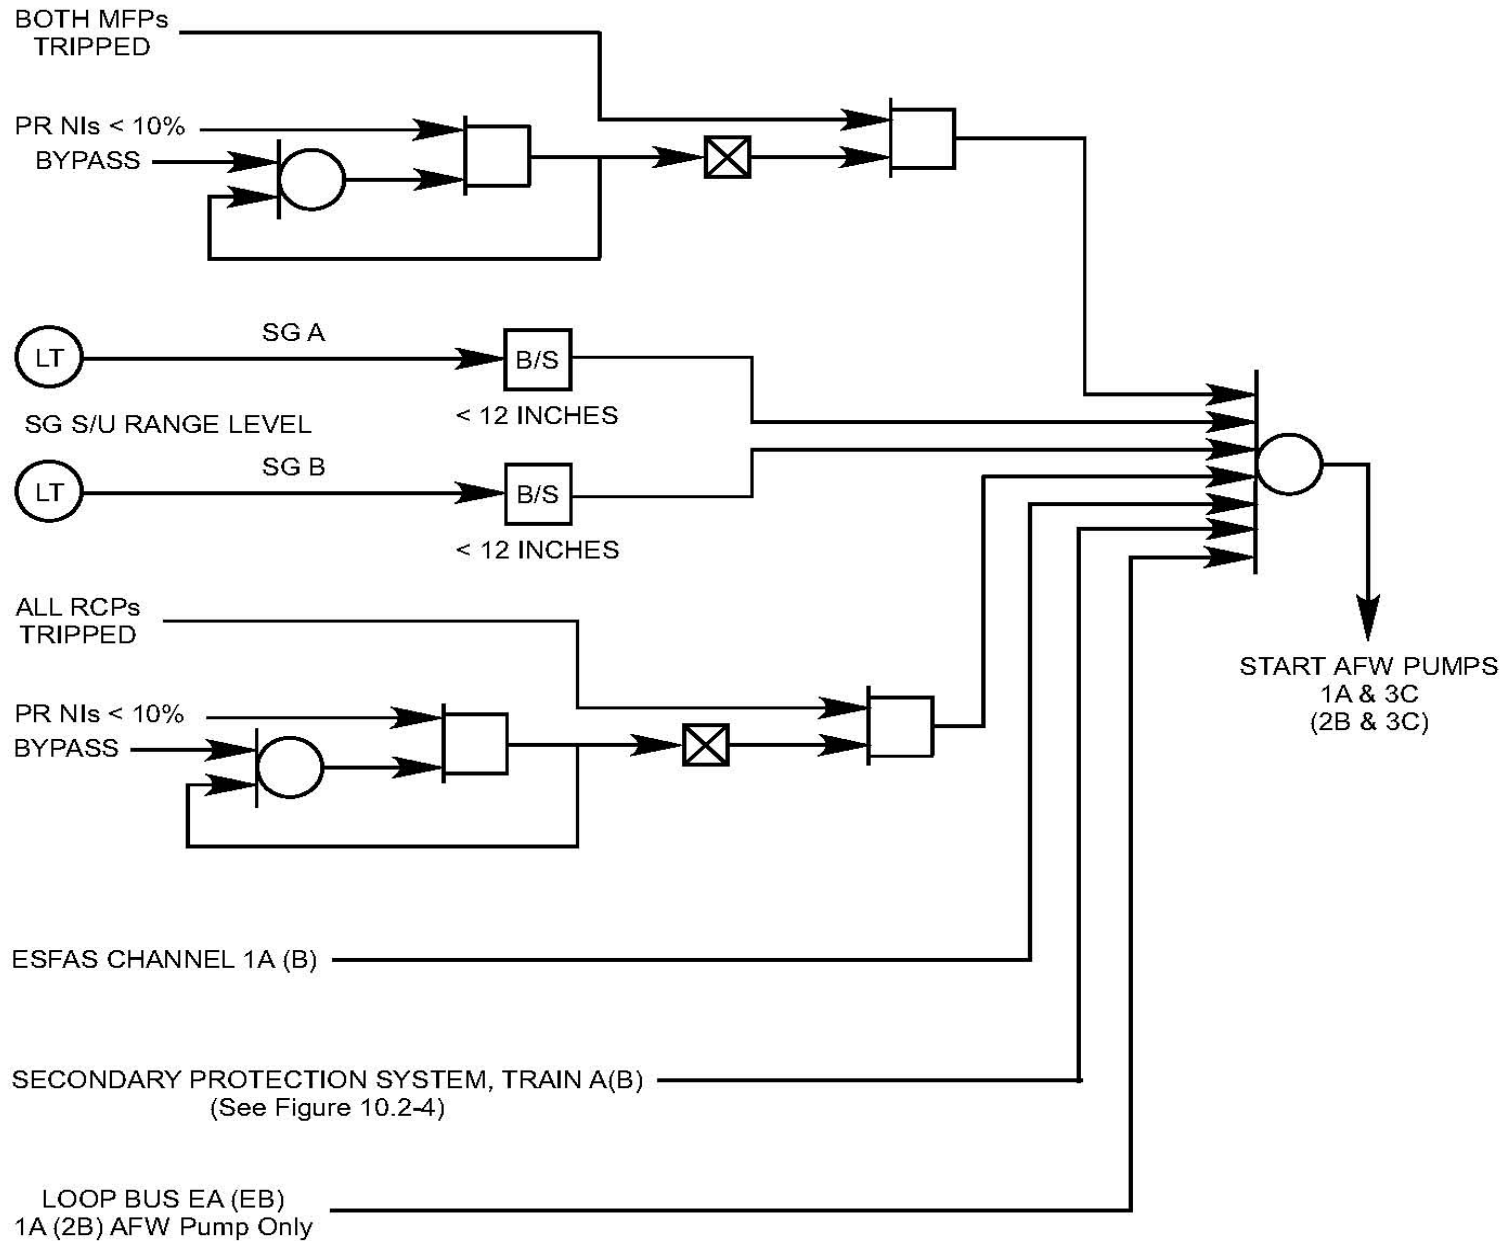 BOTH MFPs
TRIPPED
PR NIs < 10%
BYPASS
SG A
LT
B/S
< 12 INCHES
SG S/U RANGE LEVEL
SG B
LT
B/S
< 12 INCHES
ALL RCPs
TRIPPED
START AFW PUMPS
1A & 3C
(2B & 3C)
PR NIs < 10%
BYPASS
ESFAS CHANNEL 1A (B)
SECONDARY PROTECTION SYSTEM, TRAIN A(B)
(See Figure 10.2-4)
LOOP BUS EA (EB)
1A (2B) AFW Pump Only